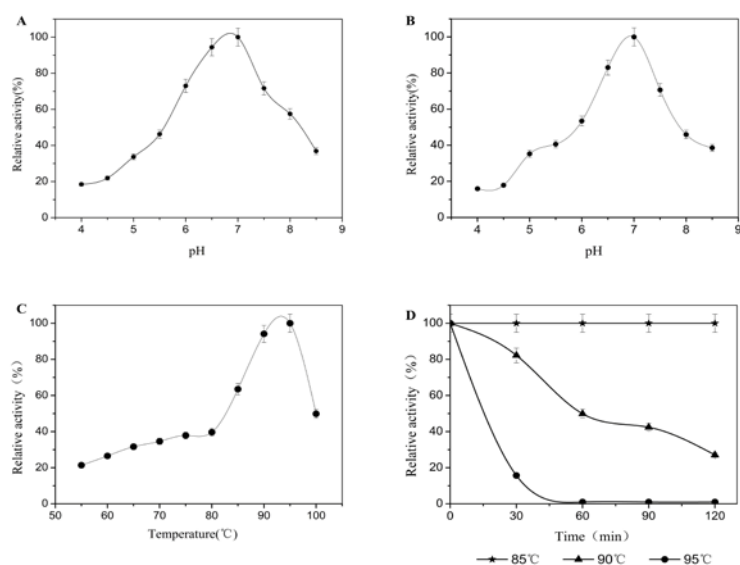 A
Relative activity(%)
100
80
60
40
20
0
4 5 6 7 8 9
pH
B
Relative activity(%)
100
80
60
40
20
0
4 5 6 7 8 9
pH
C
Relative activity（%）
100
80
60
40
20
0
50 60 70 80 90 100
Temperature(℃)
D
Relative activity（%）
100
80
60
40
20
0
0 30 60 90 120
Time（min）
85℃ 90℃ 95℃